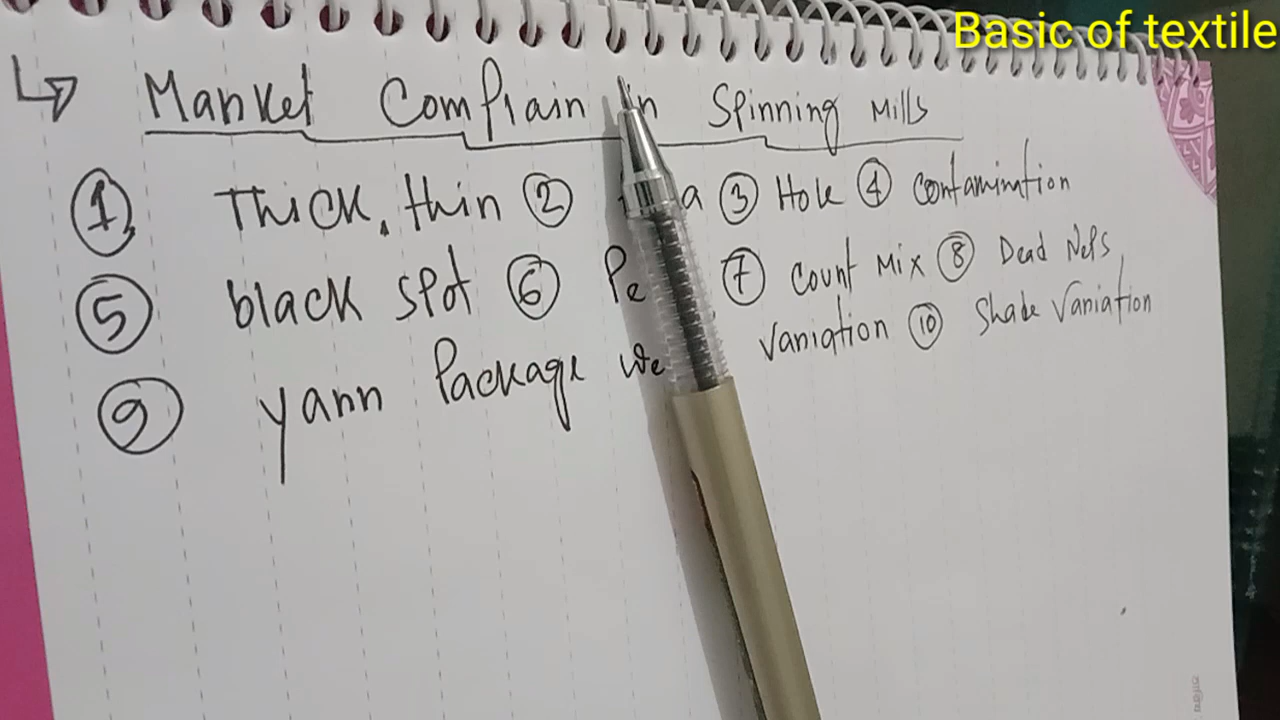 Basic of textile
Market Complain in Spinning Mills
① Thick, thin ② ③ Hole ④ Contamination
⑤ black spot ⑥ ⑦ Count Mix ⑧ Dead Neps,
⑨ yarn Package variation ⑩ Shade Variation